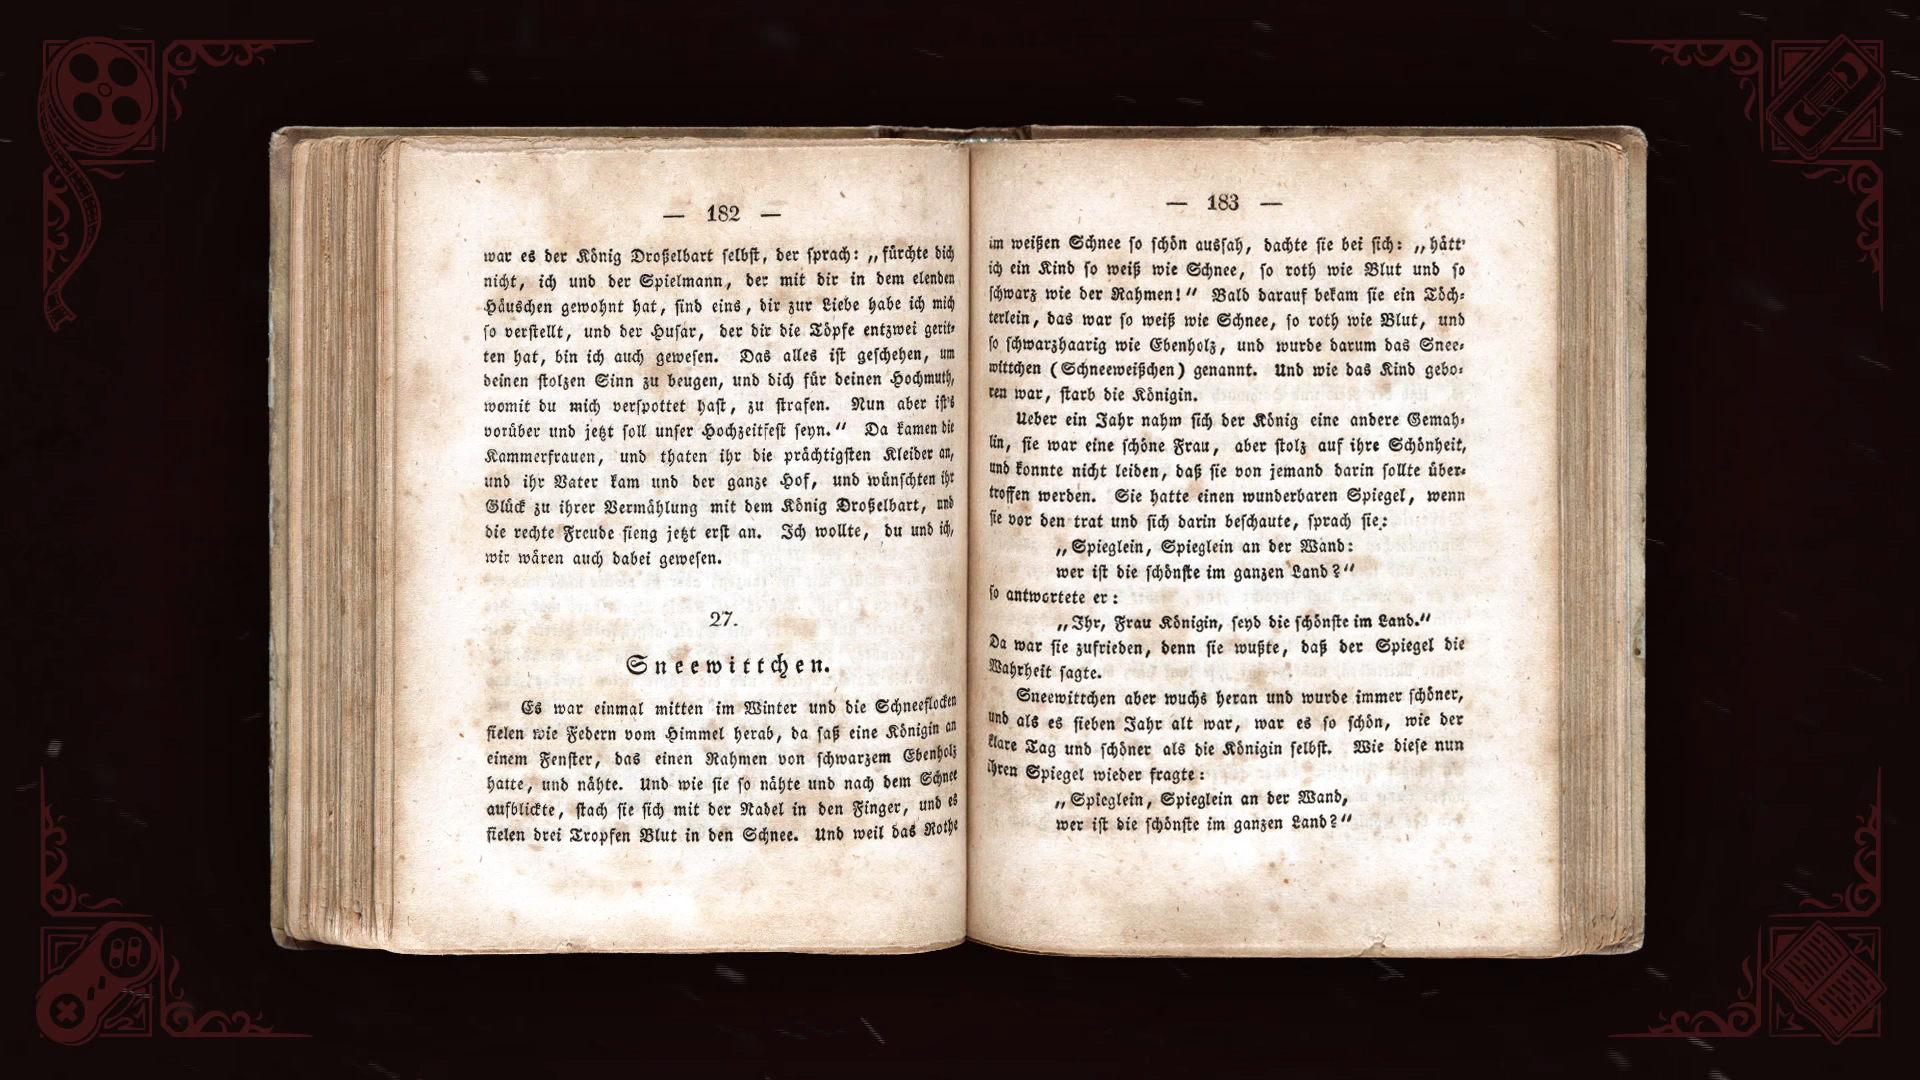 — 182 —
war es der König Droßelbart selbst, der sprach: „fürchte dich
nicht, ich und der Spielmann, der mit dir in dem elenden
Häuschen gewohnt hat, sind eins, dir zur Liebe habe ich mich
so verstellt, und der Husar, der dir die Töpfe entzwei gerit-
ten hat, bin ich auch gewesen. Das alles ist geschehen, um
deinen stolzen Sinn zu beugen, und dich für deinen Hochmuth,
womit du mich verspottet hast, zu strafen. Nun aber ist's
vorüber und jetzt soll unser Hochzeitfest seyn.“ Da kamen die
Kammerfrauen, und thaten ihr die prächtigsten Kleider an,
und ihr Vater kam und der ganze Hof, und wünschten ihr
Glück zu ihrer Vermählung mit dem König Droßelbart, und
die rechte Freude fieng jetzt erst an. Ich wollte, du und ich,
wir wären auch dabei gewesen.
27.
Sneewittchen.
Es war einmal mitten im Winter und die Schneeflocken
fielen wie Federn vom Himmel herab, da saß eine Königin an
einem Fenster, das einen Rahmen von schwarzem Ebenholz
hatte, und nähte. Und wie sie so nähte und nach dem Schnee
aufblickte, stach sie sich mit der Nadel in den Finger, und es
fielen drei Tropfen Blut in den Schnee. Und weil das Rothe
— 183 —
im weißen Schnee so schön aussah, dachte sie bei sich: „hätt'
ich ein Kind so weiß wie Schnee, so roth wie Blut und so
schwarz wie der Rahmen!“ Bald darauf bekam sie ein Töch-
terlein, das war so weiß wie Schnee, so roth wie Blut, und
so schwarzhaarig wie Ebenholz, und wurde darum das Snee-
wittchen (Schneeweißchen) genannt. Und wie das Kind gebo-
ren war, starb die Königin.
Ueber ein Jahr nahm sich der König eine andere Gemah-
lin, sie war eine schöne Frau, aber stolz auf ihre Schönheit,
und konnte nicht leiden, daß sie von jemand darin sollte über-
troffen werden. Sie hatte einen wunderbaren Spiegel, wenn
sie vor den trat und sich darin beschaute, sprach sie:
„Spieglein, Spieglein an der Wand:
wer ist die schönste im ganzen Land?“
so antwortete er:
„Ihr, Frau Königin, seyd die schönste im Land.“
Da war sie zufrieden, denn sie wußte, daß der Spiegel die
Wahrheit sagte.
Sneewittchen aber wuchs heran und wurde immer schöner,
und als es sieben Jahr alt war, war es so schön, wie der
klare Tag und schöner als die Königin selbst. Wie diese nun
ihren Spiegel wieder fragte:
„Spieglein, Spieglein an der Wand,
wer ist die schönste im ganzen Land?“